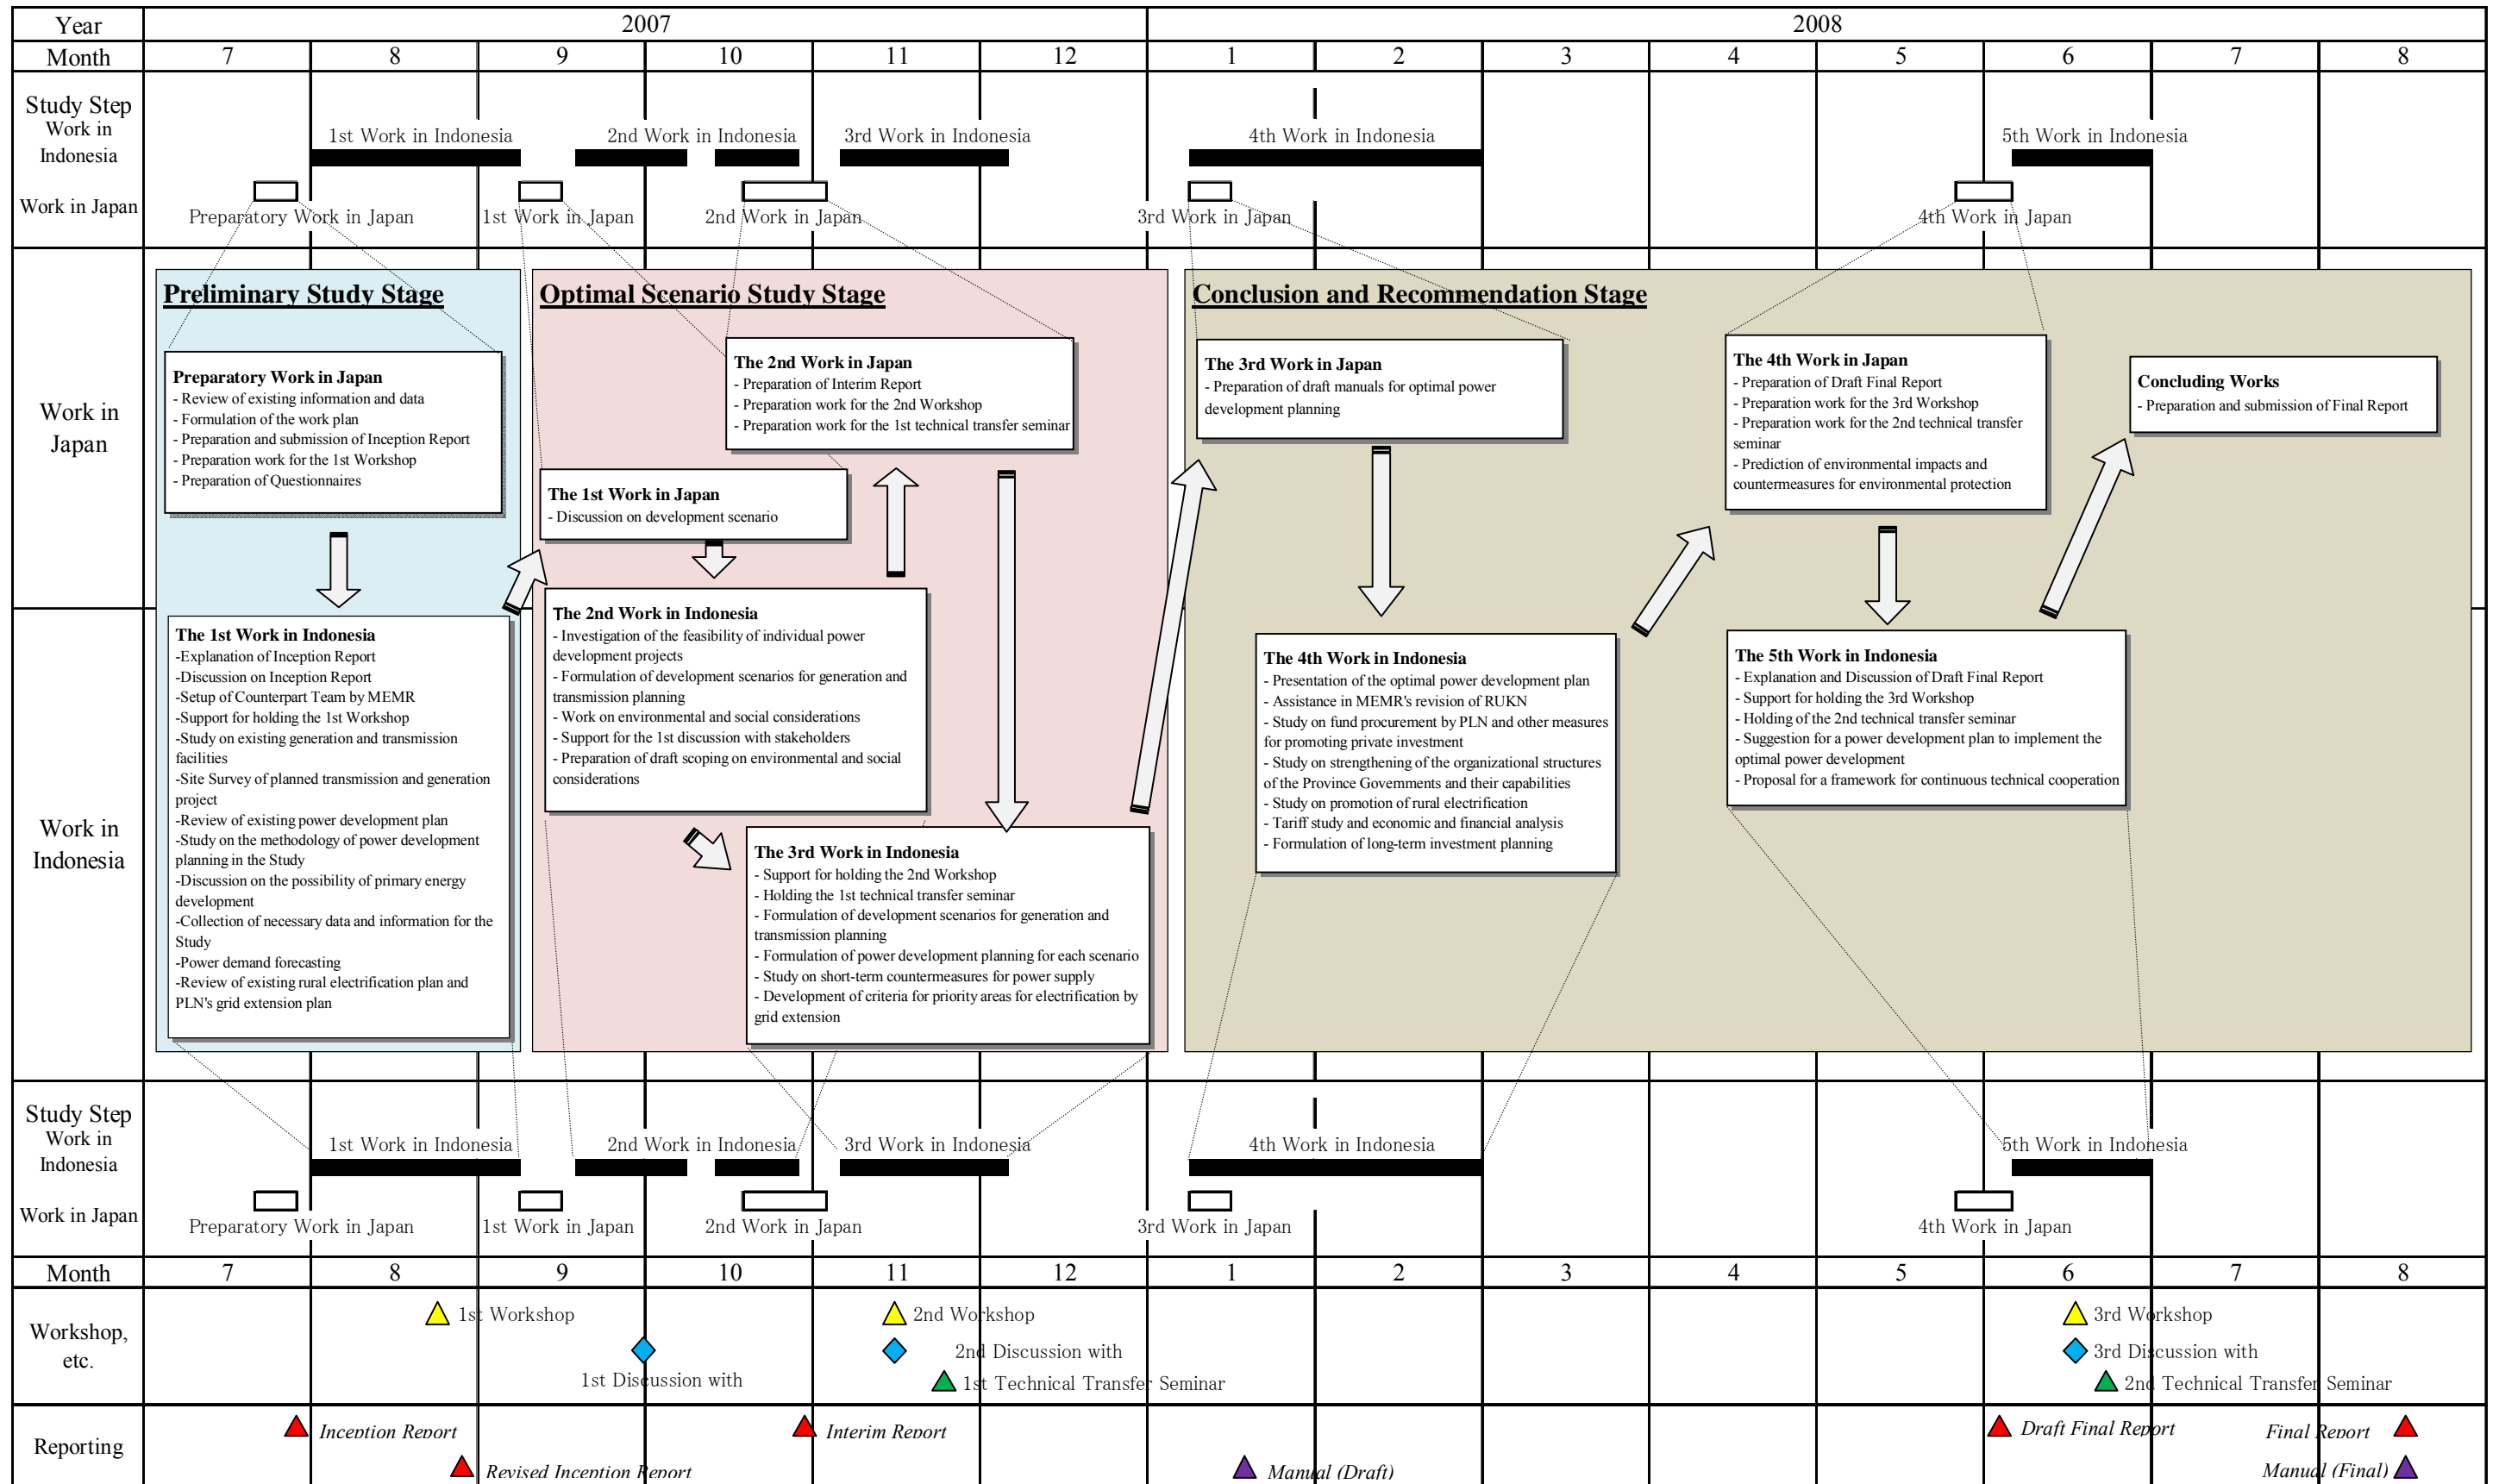 Year 2007 2008
Month 7 8 9 10 11 12 1 2 3 4 5 6 7 8
Study Step
Work in
Indonesia
1st Work in Indonesia 2nd Work in Indonesia 3rd Work in Indonesia 4th Work in Indonesia 5th Work in Indonesia
Work in Japan
Preparatory Work in Japan 1st Work in Japan 2nd Work in Japan 3rd Work in Japan 4th Work in Japan
Work in
Japan
Preliminary Study Stage
Preparatory Work in Japan
- Review of existing information and data
- Formulation of the work plan
- Preparation and submission of Inception Report
- Preparation work for the 1st Workshop
- Preparation of Questionnaires
Optimal Scenario Study Stage
The 2nd Work in Japan
- Preparation of Interim Report
- Preparation work for the 2nd Workshop
- Preparation work for the 1st technical transfer seminar
The 1st Work in Japan
- Discussion on development scenario
Conclusion and Recommendation Stage
The 3rd Work in Japan
- Preparation of draft manuals for optimal power
development planning
The 4th Work in Japan
- Preparation of Draft Final Report
- Preparation work for the 3rd Workshop
- Preparation work for the 2nd technical transfer
seminar
- Prediction of environmental impacts and
countermeasures for environmental protection
Concluding Works
- Preparation and submission of Final Report
Work in
Indonesia
The 1st Work in Indonesia
-Explanation of Inception Report
-Discussion on Inception Report
-Setup of Counterpart Team by MEMR
-Support for holding the 1st Workshop
-Study on existing generation and transmission
facilities
-Site Survey of planned transmission and generation
project
-Review of existing power development plan
-Study on the methodology of power development
planning in the Study
-Discussion on the possibility of primary energy
development
-Collection of necessary data and information for the
Study
-Power demand forecasting
-Review of existing rural electrification plan and
PLN's grid extension plan
The 2nd Work in Indonesia
- Investigation of the feasibility of individual power
development projects
- Formulation of development scenarios for generation and
transmission planning
- Work on environmental and social considerations
- Support for the 1st discussion with stakeholders
- Preparation of draft scoping on environmental and social
considerations
The 3rd Work in Indonesia
- Support for holding the 2nd Workshop
- Holding the 1st technical transfer seminar
- Formulation of development scenarios for generation and
transmission planning
- Formulation of power development planning for each scenario
- Study on short-term countermeasures for power supply
- Development of criteria for priority areas for electrification by
grid extension
The 4th Work in Indonesia
- Presentation of the optimal power development plan
- Assistance in MEMR's revision of RUKN
- Study on fund procurement by PLN and other measures
for promoting private investment
- Study on strengthening of the organizational structures
of the Province Governments and their capabilities
- Study on promotion of rural electrification
- Tariff study and economic and financial analysis
- Formulation of long-term investment planning
The 5th Work in Indonesia
- Explanation and Discussion of Draft Final Report
- Support for holding the 3rd Workshop
- Holding of the 2nd technical transfer seminar
- Suggestion for a power development plan to implement the
optimal power development
- Proposal for a framework for continuous technical cooperation
Study Step
Work in
Indonesia
1st Work in Indonesia 2nd Work in Indonesia 3rd Work in Indonesia 4th Work in Indonesia 5th Work in Indonesia
Work in Japan
Preparatory Work in Japan 1st Work in Japan 2nd Work in Japan 3rd Work in Japan 4th Work in Japan
Month 7 8 9 10 11 12 1 2 3 4 5 6 7 8
Workshop,
etc.
1st Workshop 2nd Workshop 3rd Workshop
2nd Discussion with 3rd Discussion with
1st Discussion with 1st Technical Transfer Seminar 2nd Technical Transfer Seminar
Reporting
Inception Report Interim Report Draft Final Report Final Report
Revised Inception Report Manual (Draft) Manual (Final)